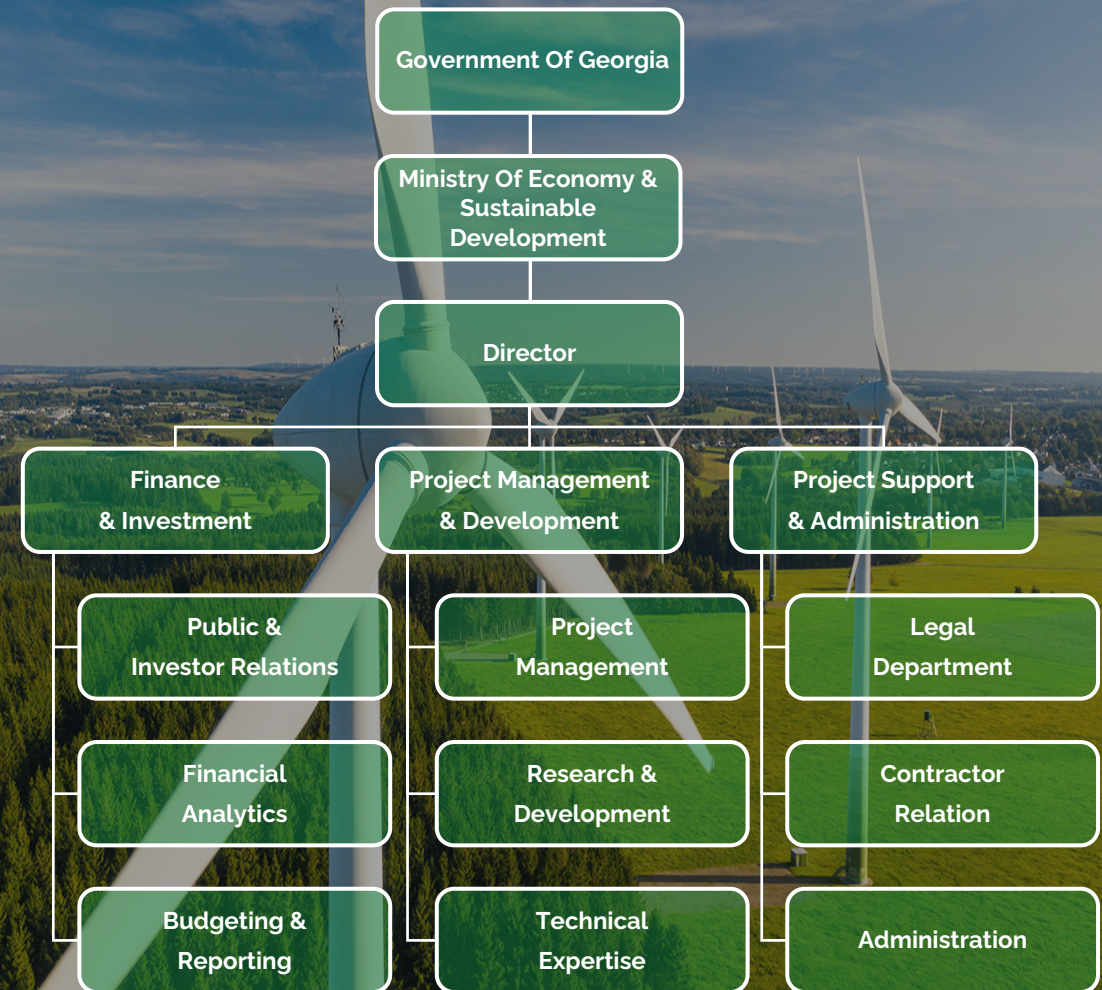 Government Of Georgia
Ministry Of Economy &
Sustainable
Development
Director
Finance
& Investment
Project Management
& Development
Project Support
& Administration
Public &
Investor Relations
Project
Management
Legal
Department
Financial
Analytics
Research &
Development
Contractor
Relation
Budgeting &
Reporting
Technical
Expertise
Administration